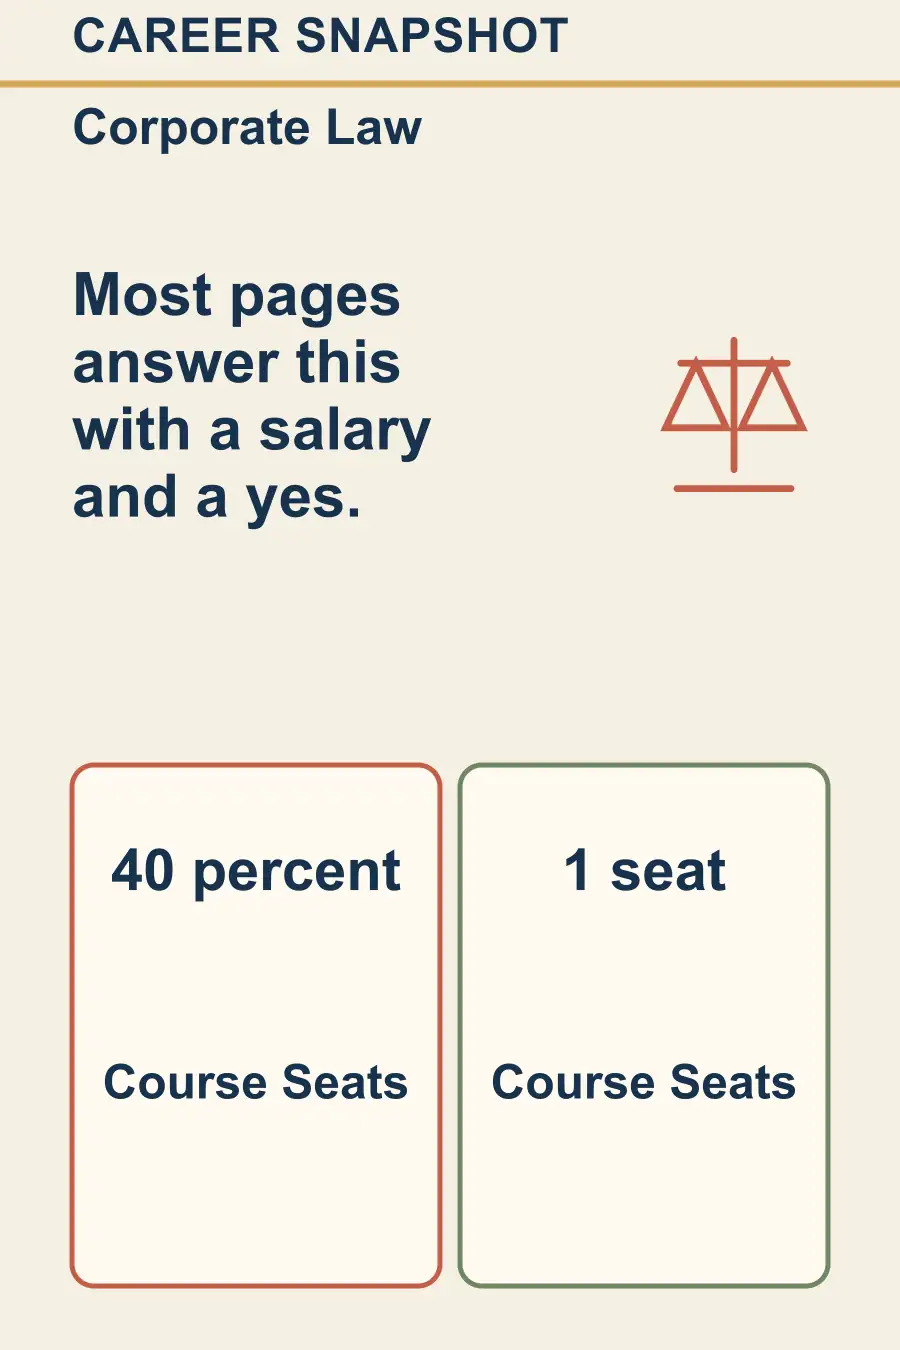 CAREER SNAPSHOT
Corporate Law
Most pages
answer this
with a salary
and a yes.
40 percent
Course Seats
1 seat
Course Seats